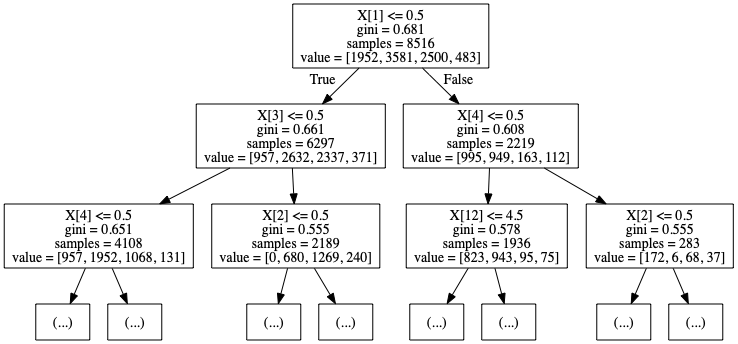 X[1] <= 0.5
gini = 0.681
samples = 8516
value = [1952, 3581, 2500, 483]
True
False
X[3] <= 0.5
gini = 0.661
samples = 6297
value = [957, 2632, 2337, 371]
X[4] <= 0.5
gini = 0.608
samples = 2219
value = [995, 949, 163, 112]
X[4] <= 0.5
gini = 0.651
samples = 4108
value = [957, 1952, 1068, 131]
X[2] <= 0.5
gini = 0.555
samples = 2189
value = [0, 680, 1269, 240]
X[12] <= 4.5
gini = 0.578
samples = 1936
value = [823, 943, 95, 75]
X[2] <= 0.5
gini = 0.555
samples = 283
value = [172, 6, 68, 37]
(...)
(...)
(...)
(...)
(...)
(...)
(...)
(...)